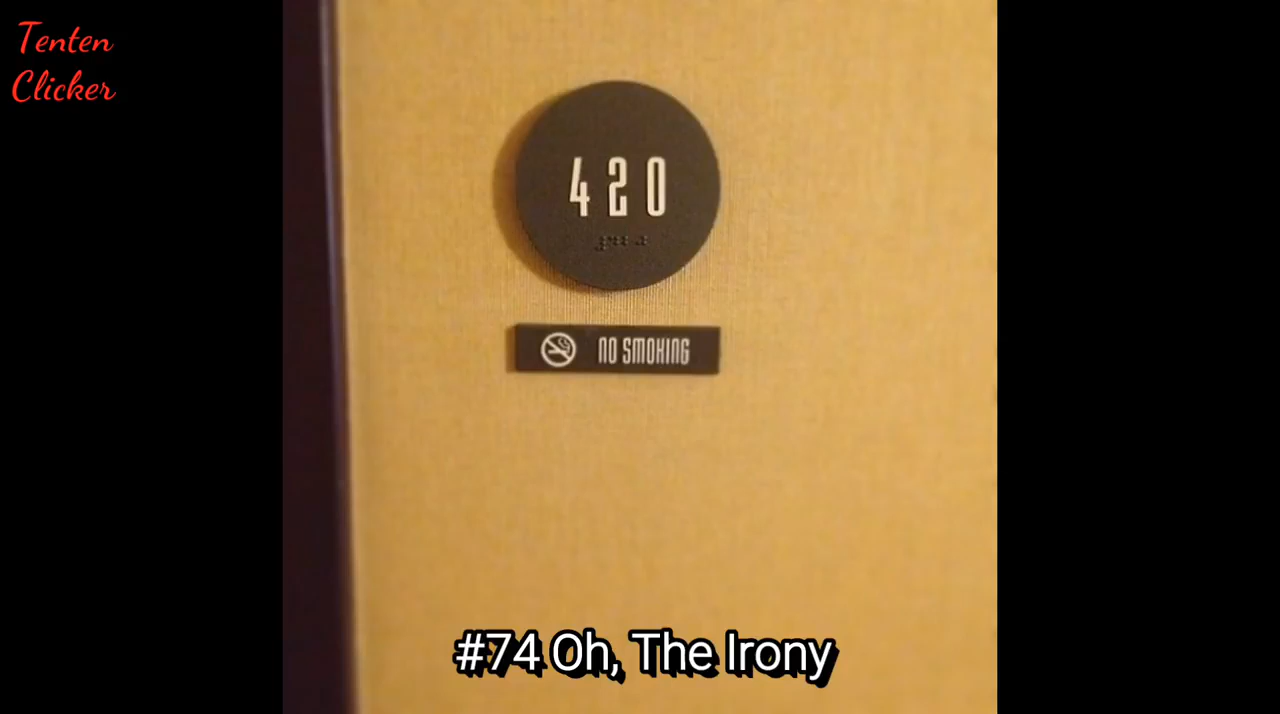 Tenten
Clicker
420
NO SMOKING
#74 Oh, The Irony